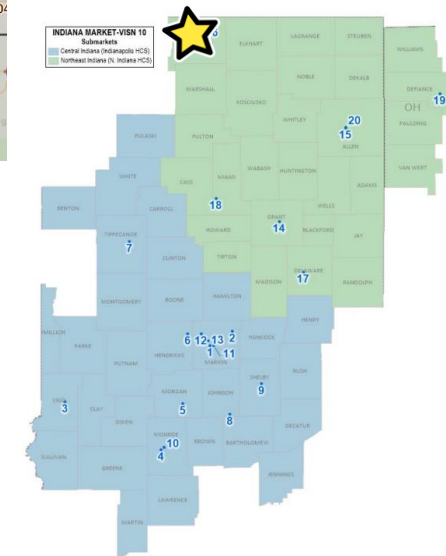 04
INDIANA MARKET-VISN 10
Submarkets
Central Indiana (Indianapolis HCS)
Northeast Indiana (N. Indiana HCS)
6
ELKHART
LAGRANGE
STEUBEN
WILLIAMS
NOBLE
DEKALB
MARSHALL
KOSCIUSKO
DEFIANCE
19
OH
PAULDING
WHITLEY
20
15
ALLEN
PULASKI
FULTON
VAN WERT
WHITE
CASS
MIAMI
WABASH
HUNTINGTON
ADAMS
BENTON
CARROLL
18
WELLS
GRANT
14
TIPPECANOE
7
HOWARD
BLACKFORD
JAY
CLINTON
TIPTON
17
DELAWARE
RANDOLPH
MADISON
MONTGOMERY
BOONE
HAMILTON
HENRY
6
12
13
2
1
11
MARION
HANCOCK
HENDRICKS
PARKE
PUTNAM
SHELBY
9
RUSH
3
VIGO
CLAY
MORGAN
5
JOHNSON
OWEN
8
DECATUR
MONROE
10
4
BROWN
BARTHOLOMEW
SULLIVAN
GREENE
JENNINGS
LAWRENCE
MARTIN